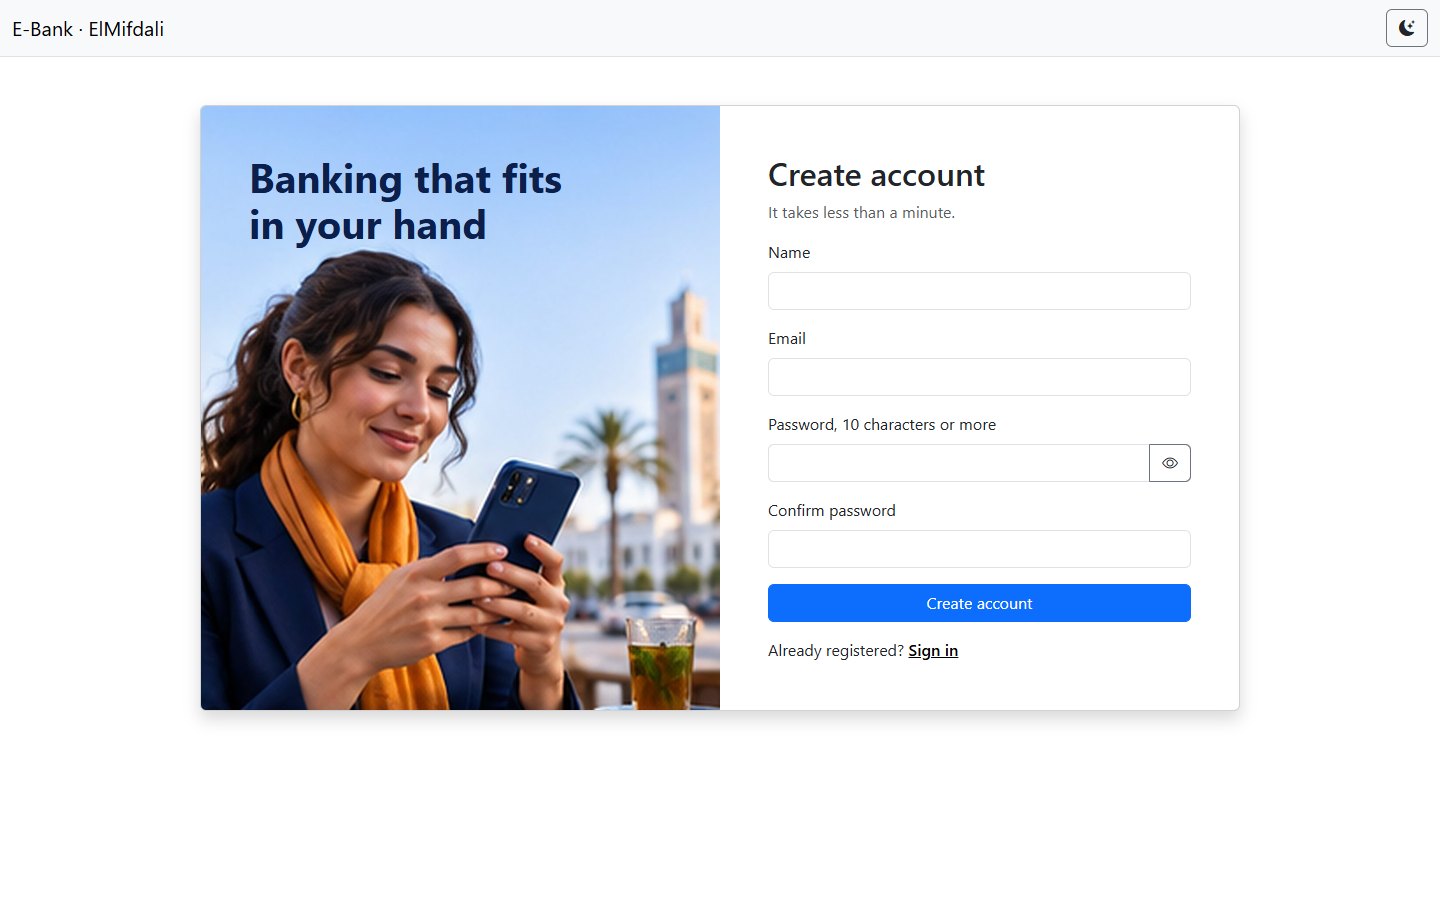 E-Bank · ElMifdali
Banking that fits
in your hand
Create account
It takes less than a minute.
Name
Email
Password, 10 characters or more
Confirm password
Create account
Already registered? Sign in